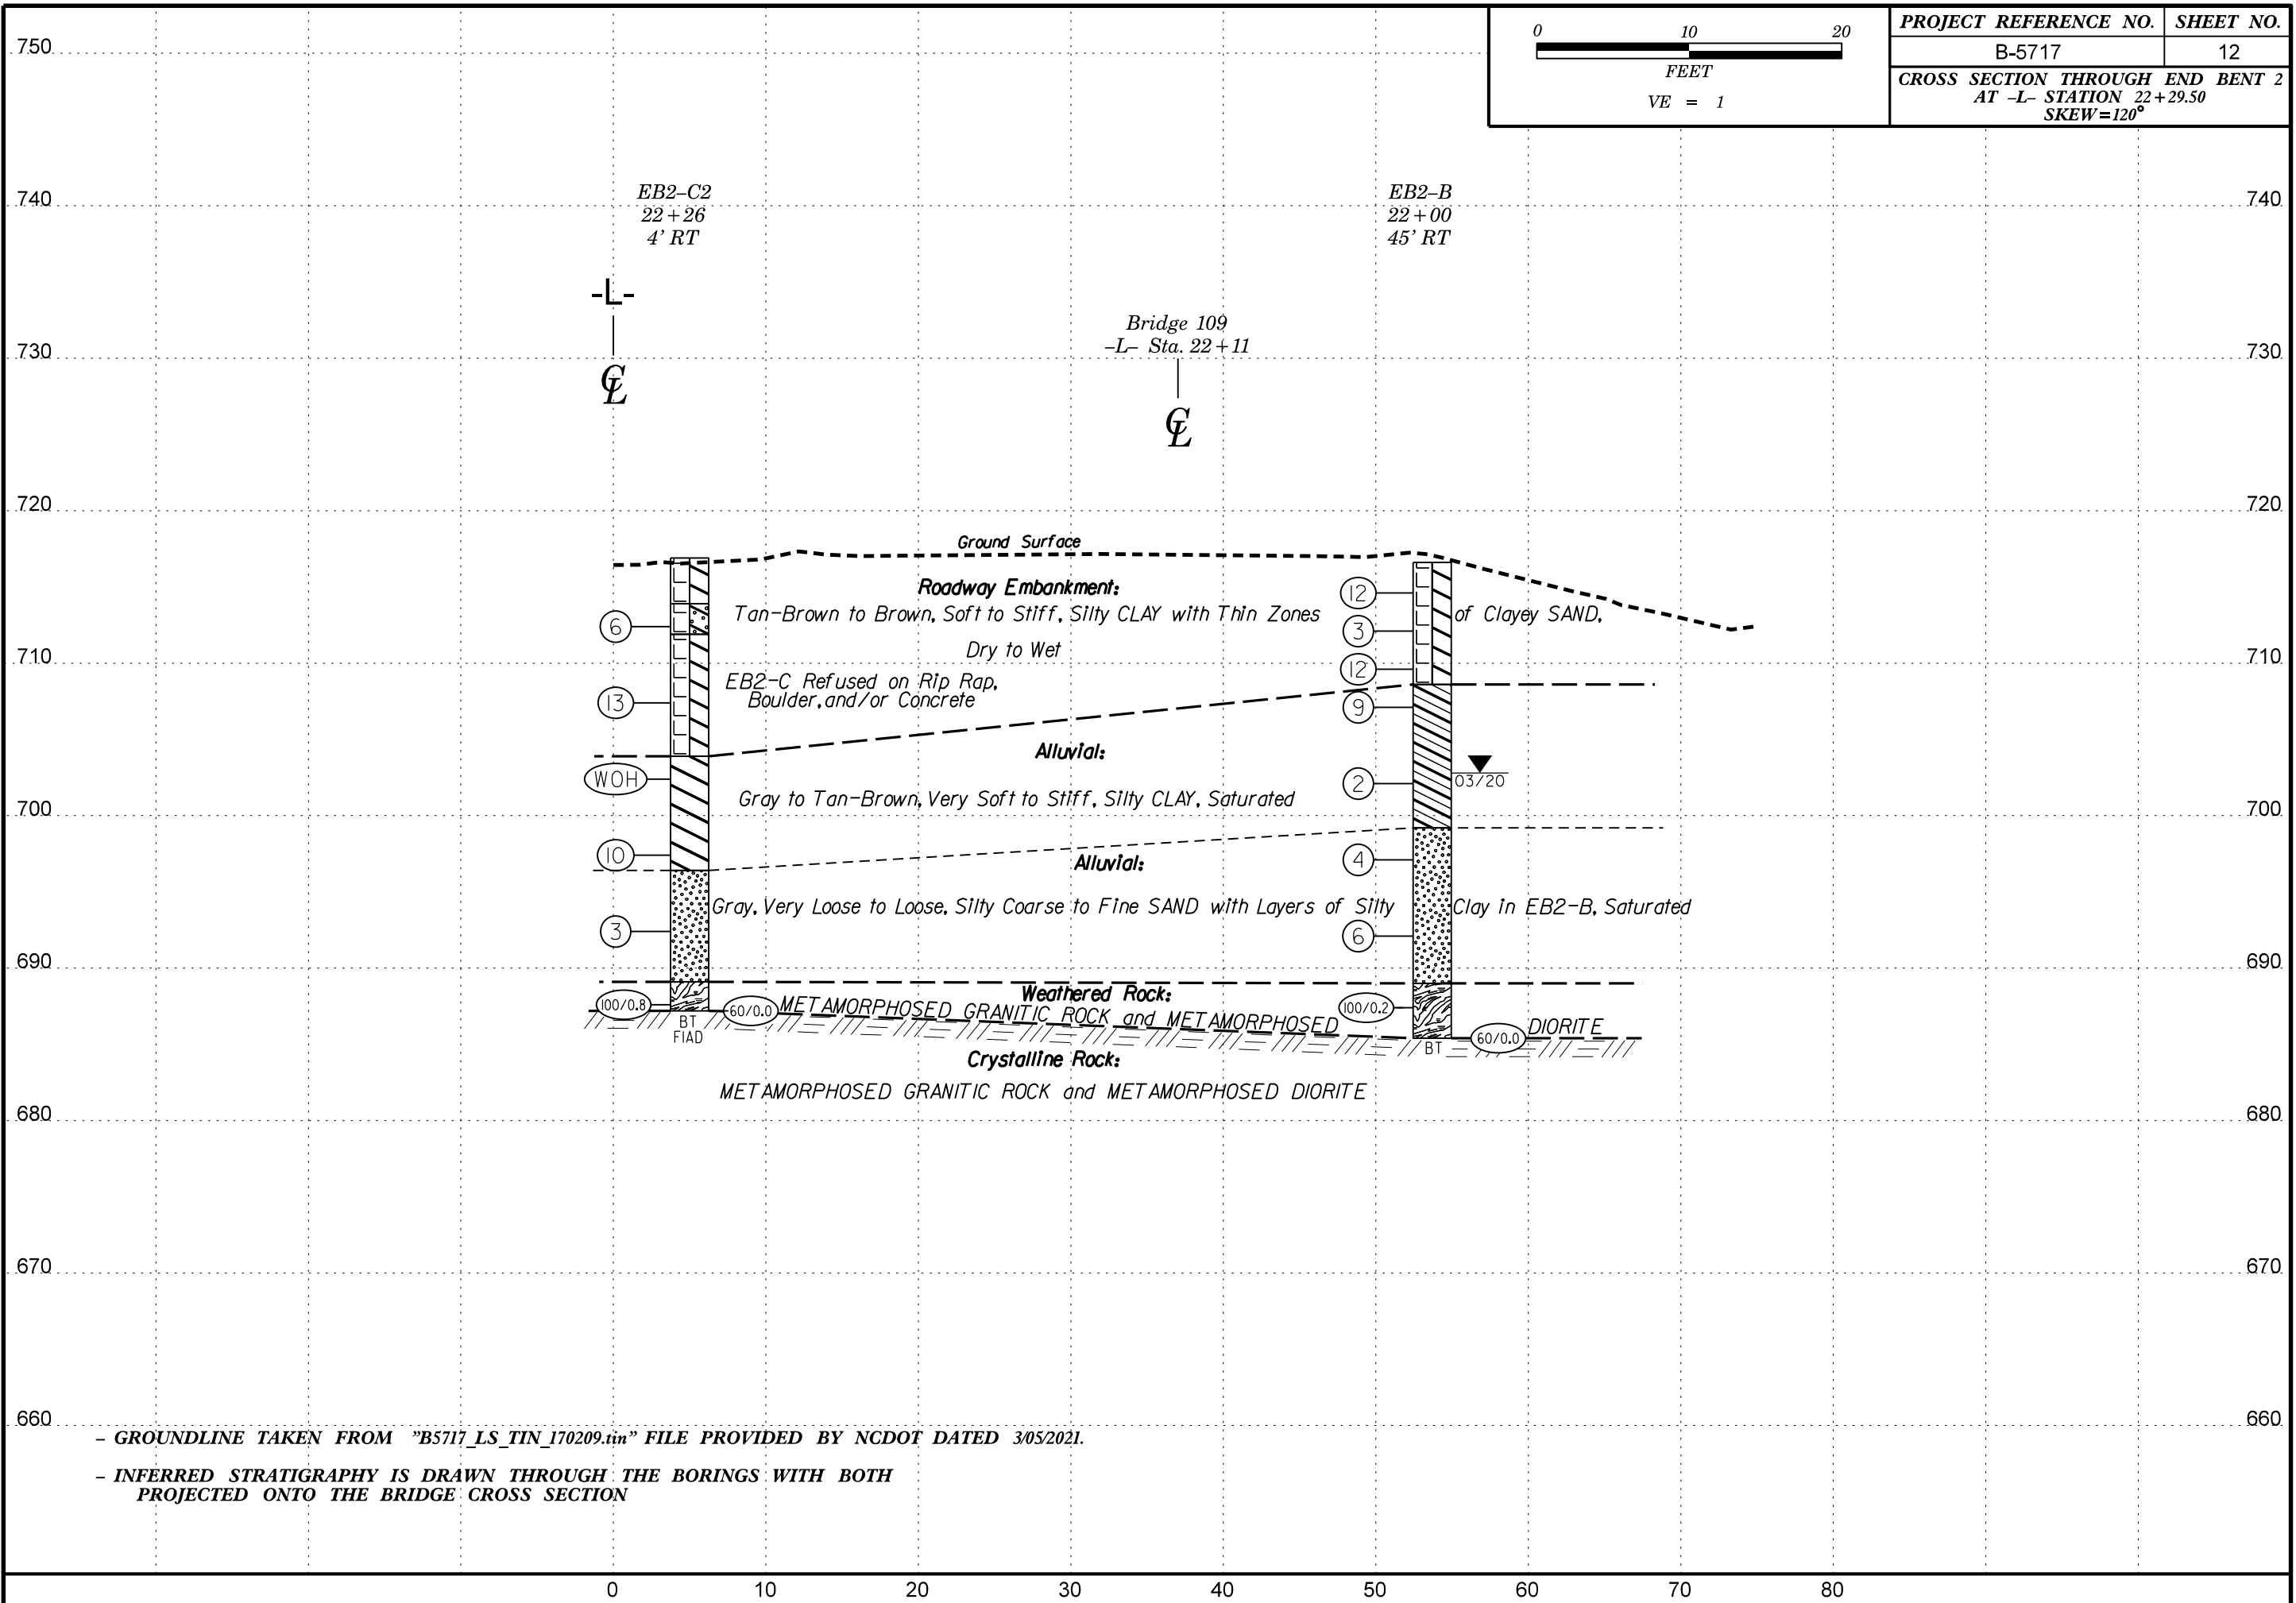 0 10 20
FEET
VE = 1
PROJECT REFERENCE NO. SHEET NO.
B-5717 12
CROSS SECTION THROUGH END BENT 2
AT -L- STATION 22+29.50
SKEW=120°
750
740 740
EB2-C2
22+26
4' RT
EB2-B
22+00
45' RT
-L-
℄
Bridge 109
-L- Sta. 22+11
℄
730 730
720 720
Ground Surface
Roadway Embankment:
Tan-Brown to Brown, Soft to Stiff, Silty CLAY with Thin Zones of Clayey SAND,
Dry to Wet
EB2-C Refused on Rip Rap,
Boulder, and/or Concrete
6
13
12
3
12
9
710 710
Alluvial:
Gray to Tan-Brown, Very Soft to Stiff, Silty CLAY, Saturated
WOH
10
2
03/20
700 700
Alluvial:
Gray, Very Loose to Loose, Silty Coarse to Fine SAND with Layers of Silty Clay in EB2-B, Saturated
3
4
6
690 690
Weathered Rock:
METAMORPHOSED GRANITIC ROCK and METAMORPHOSED DIORITE
100/0.8
60/0.0
100/0.2
60/0.0
BT
FIAD
BT
Crystalline Rock:
METAMORPHOSED GRANITIC ROCK and METAMORPHOSED DIORITE
680 680
670 670
660 660
- GROUNDLINE TAKEN FROM "B5717_LS_TIN_170209.tin" FILE PROVIDED BY NCDOT DATED 3/05/2021.
- INFERRED STRATIGRAPHY IS DRAWN THROUGH THE BORINGS WITH BOTH
PROJECTED ONTO THE BRIDGE CROSS SECTION
0 10 20 30 40 50 60 70 80